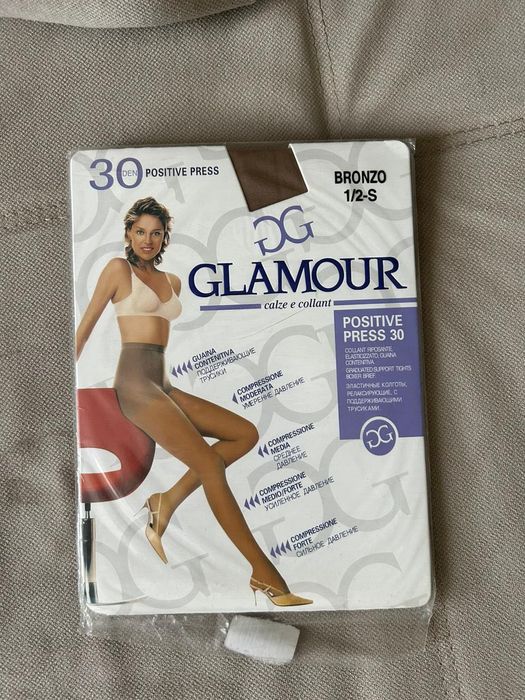 30 DEN POSITIVE PRESS
BRONZO
1/2-S
GG
GLAMOUR
calze e collant
POSITIVE
PRESS 30
COLLANT RIPOSANTE,
ELASTICIZZATO, GUAINA
CONTENITIVA.
GRADUATED SUPPORT TIGHTS
BOXER BRIEF.
ЭЛАСТИЧНЫЕ КОЛГОТЫ,
РЕЛАКСИРУЮЩИЕ, С
ПОДДЕРЖИВАЮЩИМИ
ТРУСИКАМИ.
GG
GUAINA
CONTENITIVA
ПОДДЕРЖИВАЮЩИЕ
ТРУСИКИ
COMPRESSIONE
MODERATA
УМЕРЕННОЕ ДАВЛЕНИЕ
COMPRESSIONE
MEDIA
СРЕДНЕЕ
ДАВЛЕНИЕ
COMPRESSIONE
MEDIO/FORTE
УСИЛЕННОЕ ДАВЛЕНИЕ
COMPRESSIONE
FORTE
СИЛЬНОЕ ДАВЛЕНИЕ